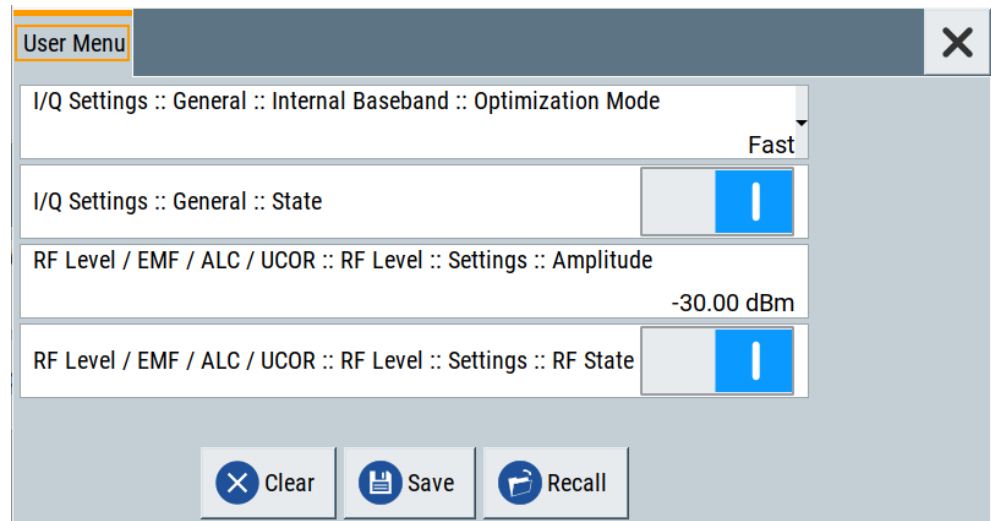 User Menu
I/Q Settings :: General :: Internal Baseband :: Optimization Mode
Fast
I/Q Settings :: General :: State
RF Level / EMF / ALC / UCOR :: RF Level :: Settings :: Amplitude
-30.00 dBm
RF Level / EMF / ALC / UCOR :: RF Level :: Settings :: RF State
Clear
Save
Recall